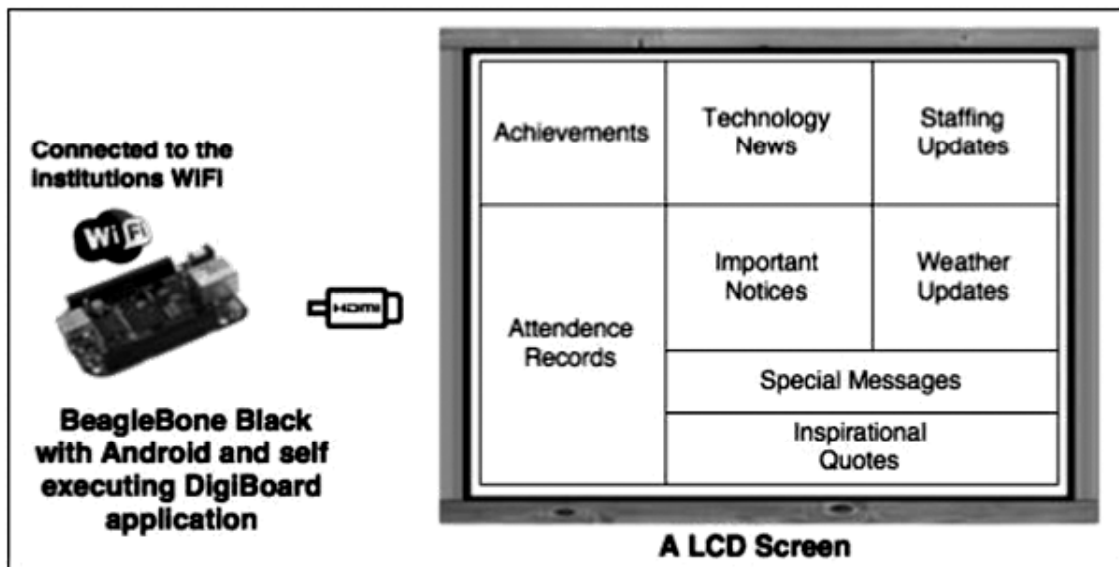 Connected to the
institutions WiFi
Wi Fi
HDMI
BeagleBone Black
with Android and self
executing DigiBoard
application
Achievements
Technology
News
Staffing
Updates
Attendence
Records
Important
Notices
Weather
Updates
Special Messages
Inspirational
Quotes
A LCD Screen